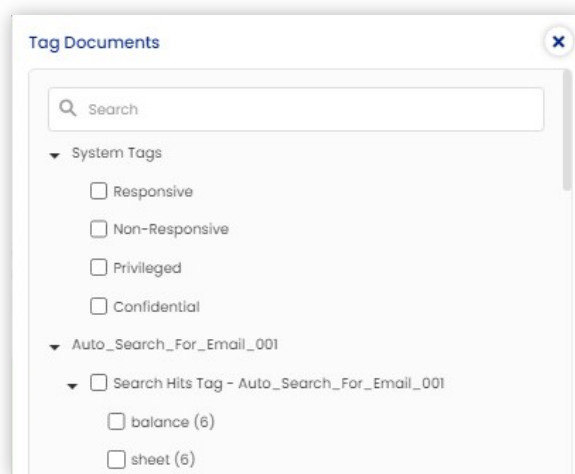 Tag Documents
Search
System Tags
Responsive
Non-Responsive
Privileged
Confidential
Auto_Search_For_Email_001
Search Hits Tag - Auto_Search_For_Email_001
balance (6)
sheet (6)